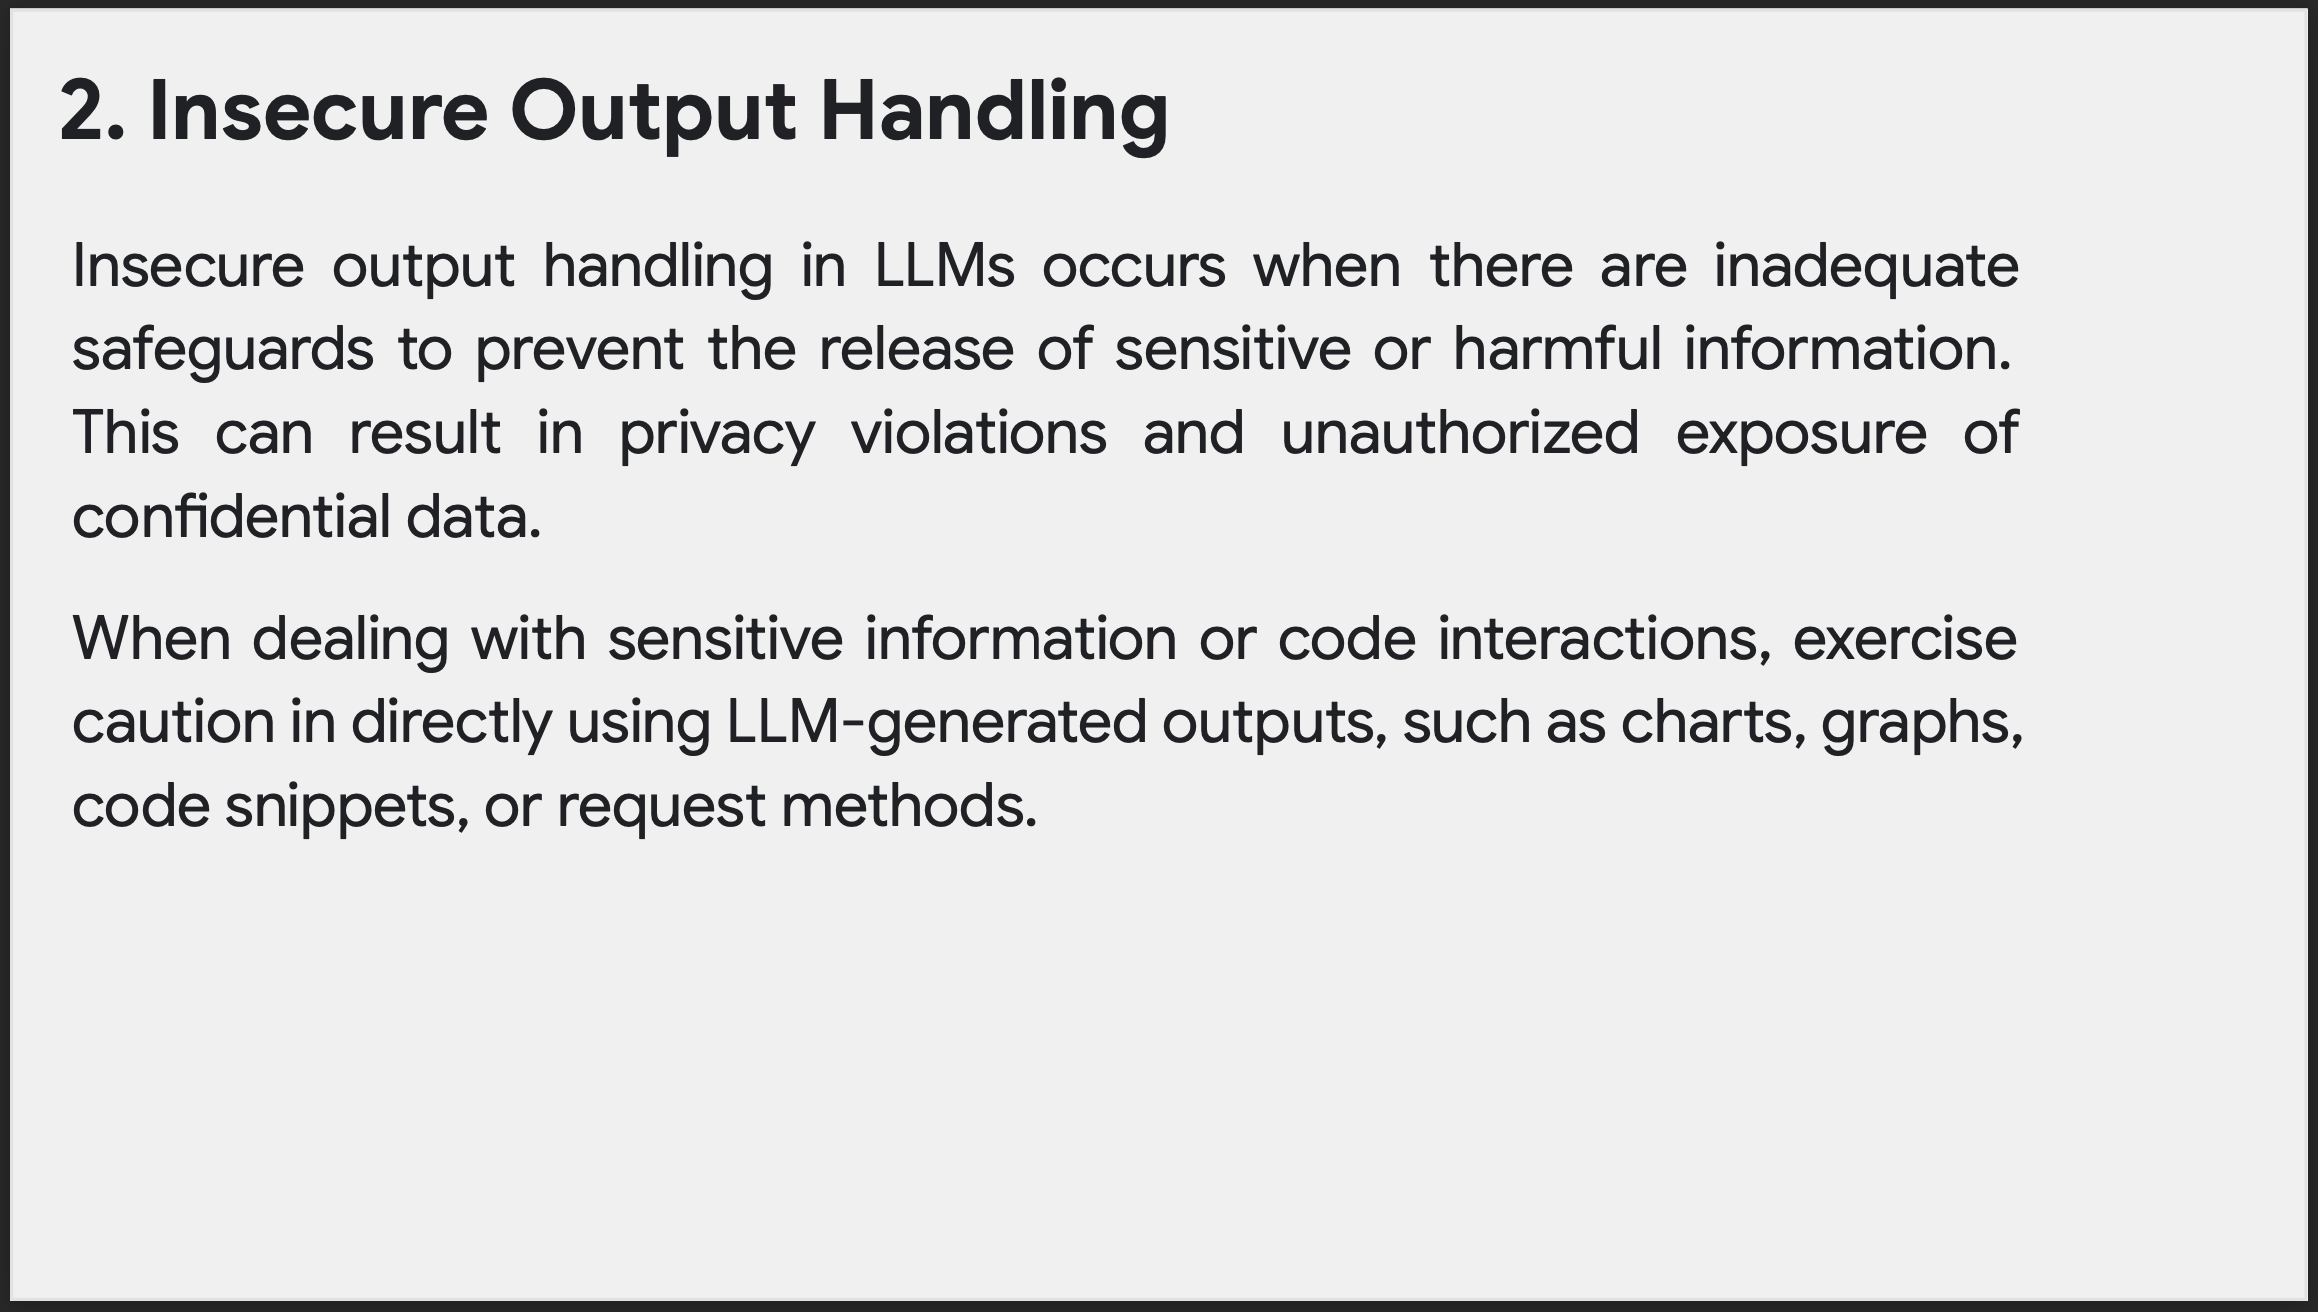 2. Insecure Output Handling
Insecure output handling in LLMs occurs when there are inadequate
safeguards to prevent the release of sensitive or harmful information.
This can result in privacy violations and unauthorized exposure of
confidential data.
When dealing with sensitive information or code interactions, exercise
caution in directly using LLM-generated outputs, such as charts, graphs,
code snippets, or request methods.